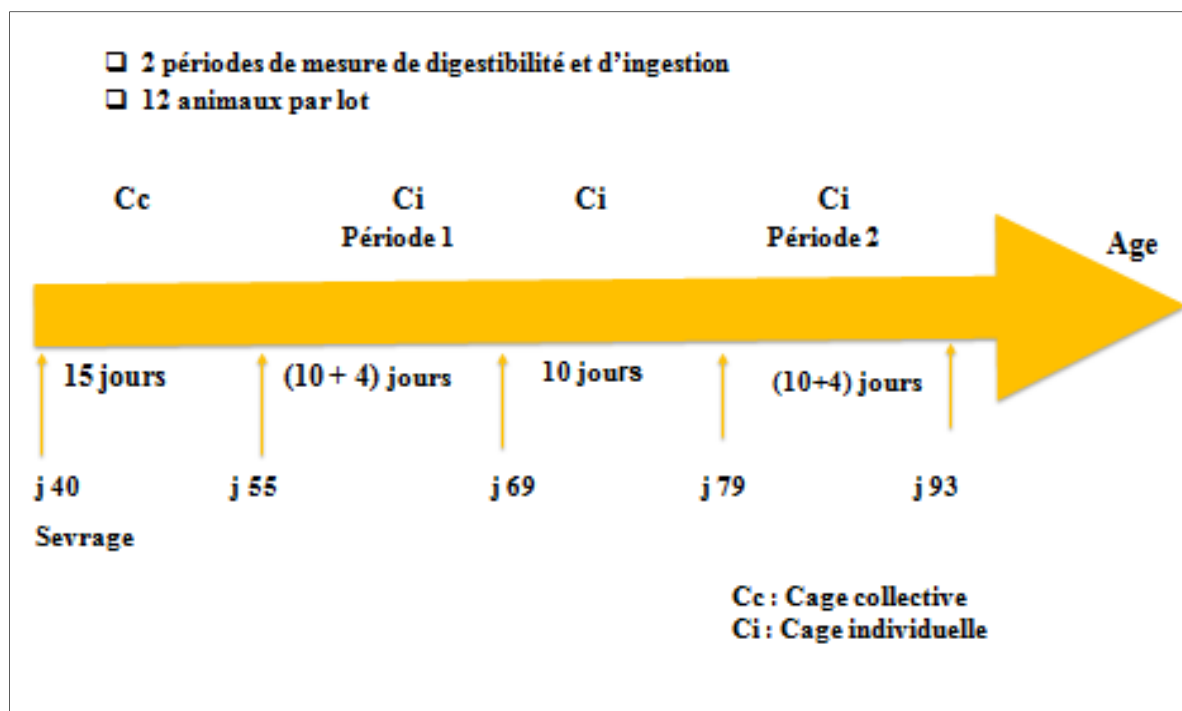 ❑ 2 périodes de mesure de digestibilité et d'ingestion
❑ 12 animaux par lot
Cc Ci Ci Ci
Période 1 Période 2 Age
15 jours (10 + 4) jours 10 jours (10+4) jours
j 40 j 55 j 69 j 79 j 93
Sevrage
Cc : Cage collective
Ci : Cage individuelle